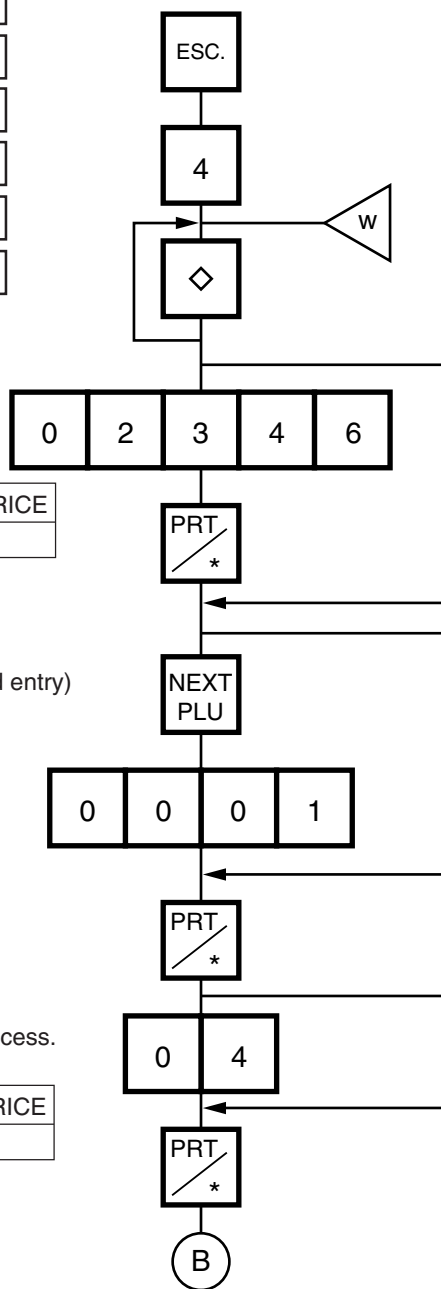 ESC.
4
w
◇
0 2 3 4 6
RICE
PRT
*
l entry)
NEXT
PLU
0 0 0 1
PRT
*
cess.
0 4
RICE
PRT
*
B